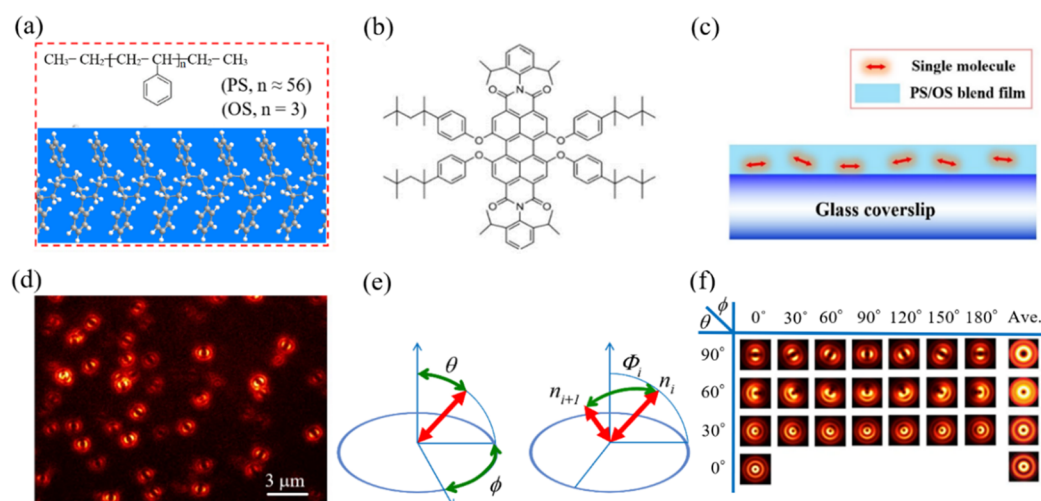 (a)
CH₃-CH₂-[-CH₂-CH-]ₙ-CH₂-CH₃
(PS, n ≈ 56)
(OS, n = 3)
(b)
O N O
O O
O O
O N O
(c)
Single molecule
PS/OS blend film
Glass coverslip
(d)
3 μm
(e)
θ
ϕ
Φᵢ
nᵢ₊₁
nᵢ
(f)
ϕ
θ
0° 30° 60° 90° 120° 150° 180° Ave.
90°
60°
30°
0°